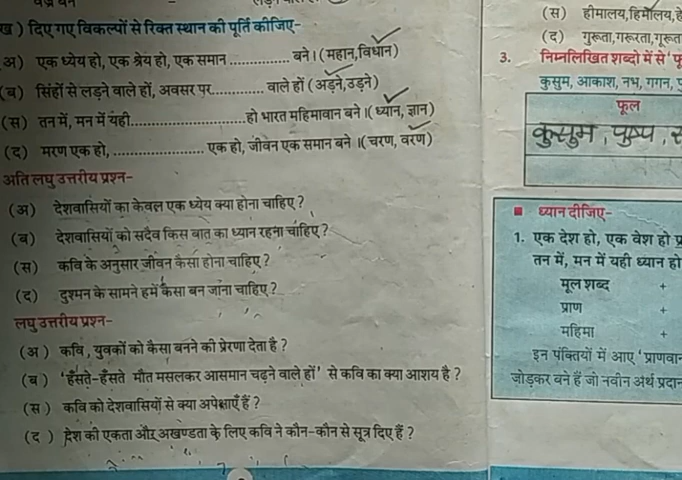 ख ) दिए गए विकल्पों से रिक्त स्थान की पूर्ति कीजिए-
अ) एक ध्येय हो, एक श्रेय हो, एक समान ............... बने । ( महान, विधान)
(ब) सिंहों से लड़ने वाले हों, अवसर पर............. वाले हों ( अड़ने,उड़ने)
(स) तन में, मन में यही............................हो भारत महिमावान बने ।( ध्यान, ज्ञान)
(द) मरण एक हो, ...................... एक हो, जीवन एक समान बने ।( चरण, वरण)
अति लघु उत्तरीय प्रश्न-
(अ) देशवासियों का केवल एक ध्येय क्या होना चाहिए ?
(ब) देशवासियों को सदैव किस बात का ध्यान रहना चाहिए ?
(स) कवि के अनुसार जीवन कैसा होना चाहिए ?
(द) दुश्मन के सामने हमें कैसा बन जाना चाहिए ?
लघु उत्तरीय प्रश्न-
(अ ) कवि , युवकों को कैसा बनने की प्रेरणा देता है ?
(ब ) 'हँसते-हँसते मौत मसलकर आसमान चढ़ने वाले हों' से कवि का क्या आशय है ?
(स ) कवि को देशवासियों से क्या अपेक्षाएँ हैं ?
(द ) देश की एकता और अखण्डता के लिए कवि ने कौन-कौन से सूत्र दिए हैं ?
(स) हीमालय,हिमालय,
(द) गुरूता,गरूरता,गूरूत
3. निम्नलिखित शब्दो में से ' फू
कुसुम, आकाश, नभ, गगन,
फूल
कुसुम , पुष्प ,
ध्यान दीजिए-
1. एक देश हो, एक वेश हो
तन में, मन में यही ध्यान हो
मूल शब्द +
प्राण +
महिमा +
इन पंक्तियों में आए 'प्राणवान
जोड़कर बने हैं जो नवीन अर्थ प्रदान